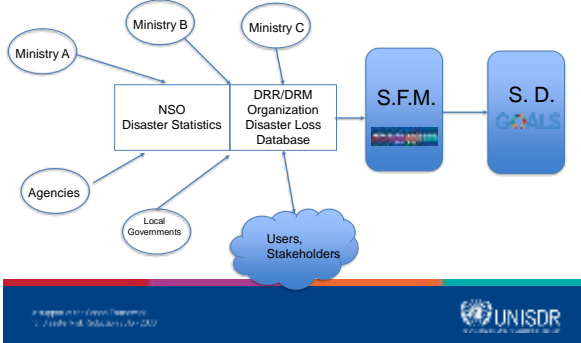 Ministry A
Ministry B
Ministry C
NSO
Disaster Statistics
DRR/DRM
Organization
Disaster Loss
Database
S.F.M.
S. D.
GOALS
Agencies
Local
Governments
Users,
Stakeholders
UNISDR